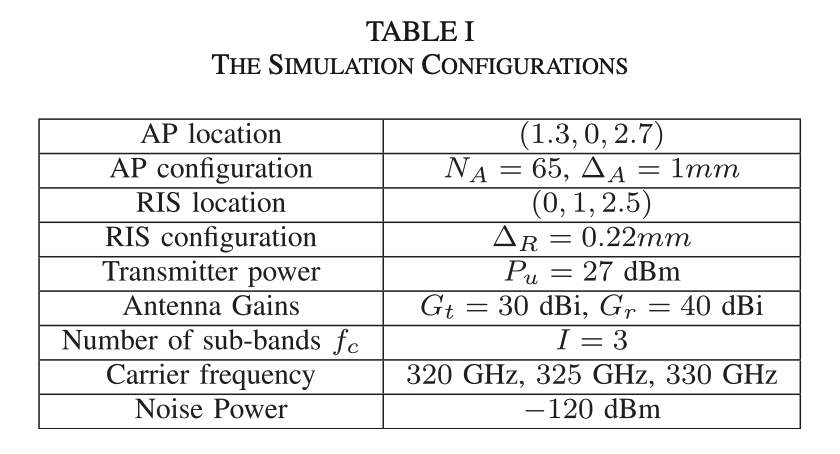 TABLE I
THE SIMULATION CONFIGURATIONS
AP location (1.3, 0, 2.7)
AP configuration N_A = 65, Δ_A = 1mm
RIS location (0, 1, 2.5)
RIS configuration Δ_R = 0.22mm
Transmitter power P_u = 27 dBm
Antenna Gains G_t = 30 dBi, G_r = 40 dBi
Number of sub-bands f_c I = 3
Carrier frequency 320 GHz, 325 GHz, 330 GHz
Noise Power −120 dBm